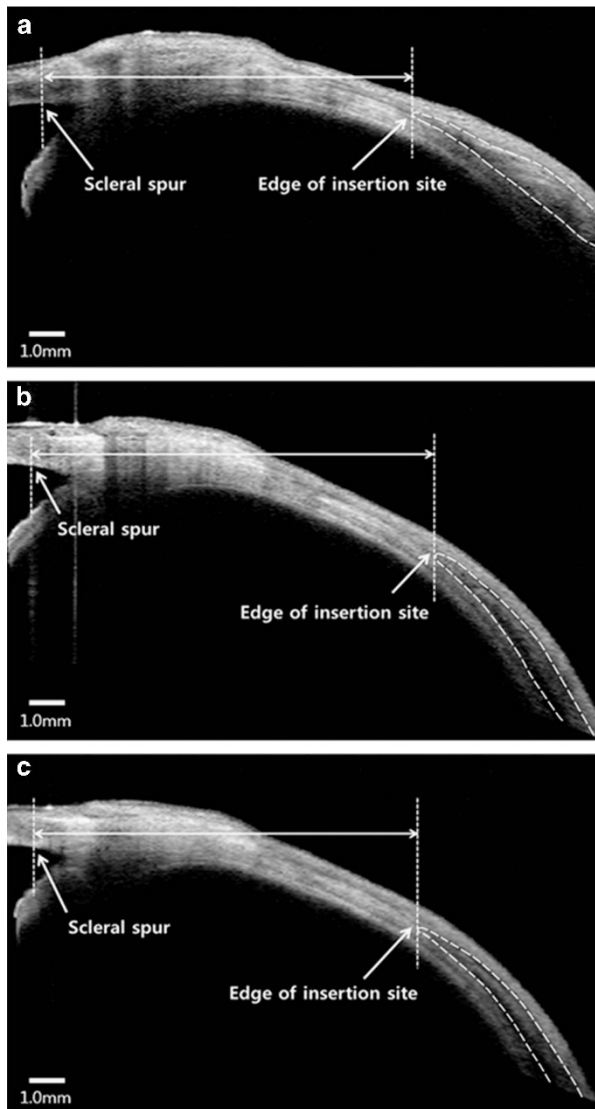 a
Scleral spur
Edge of insertion site
1.0mm
b
Scleral spur
Edge of insertion site
1.0mm
c
Scleral spur
Edge of insertion site
1.0mm